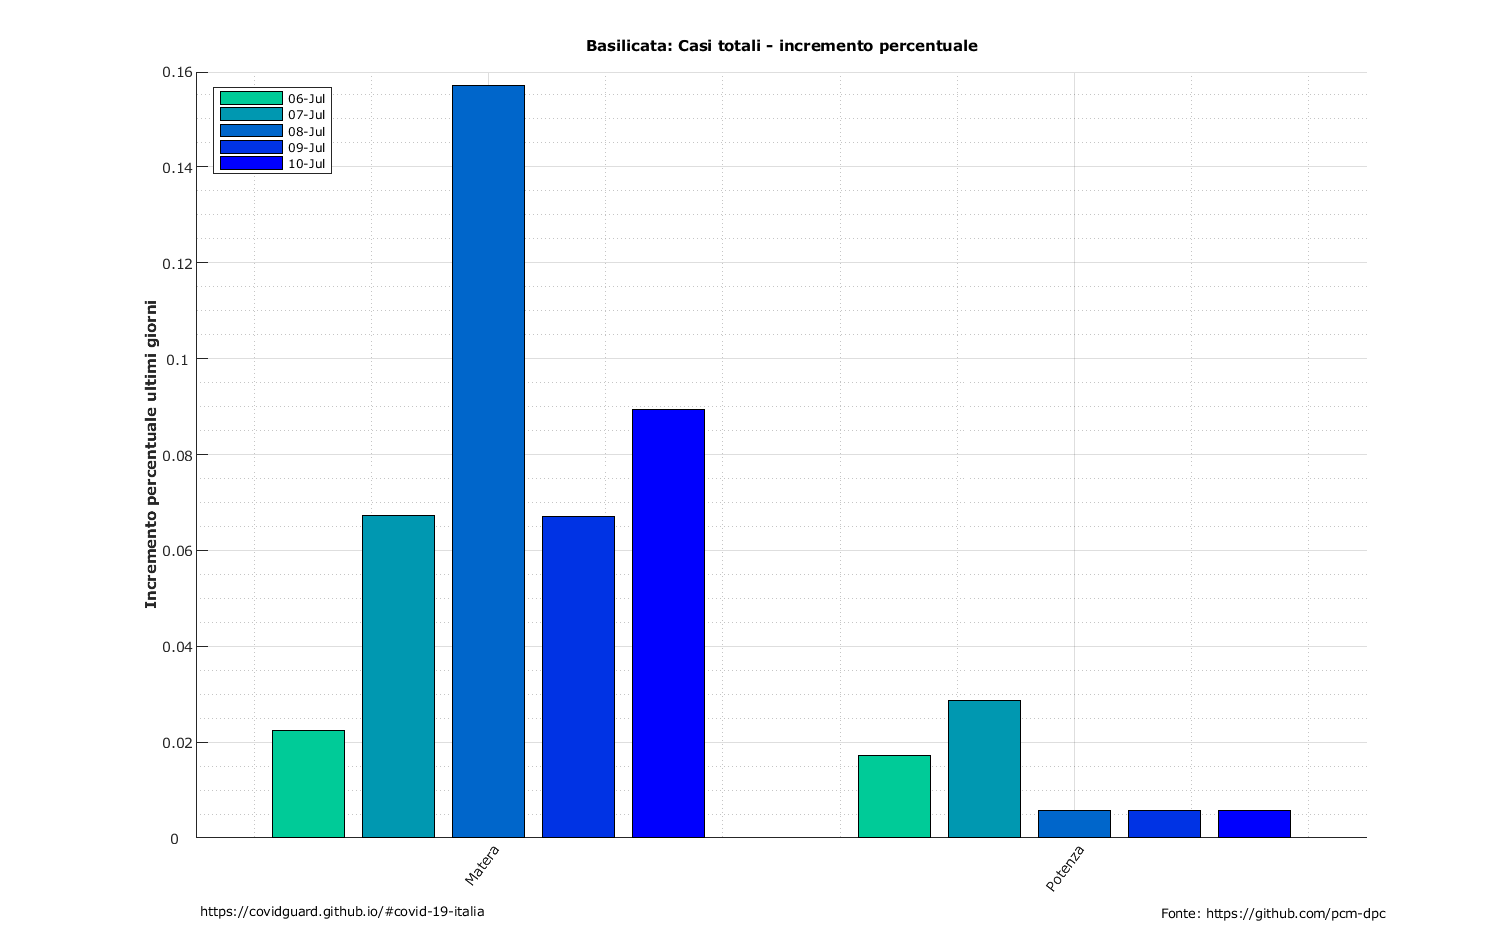 Basilicata: Casi totali - incremento percentuale
0.16
0.14
0.12
0.1
0.08
0.06
0.04
0.02
0
Incremento percentuale ultimi giorni
06-Jul
07-Jul
08-Jul
09-Jul
10-Jul
Matera
Potenza
https://covidguard.github.io/#covid-19-italia
Fonte: https://github.com/pcm-dpc